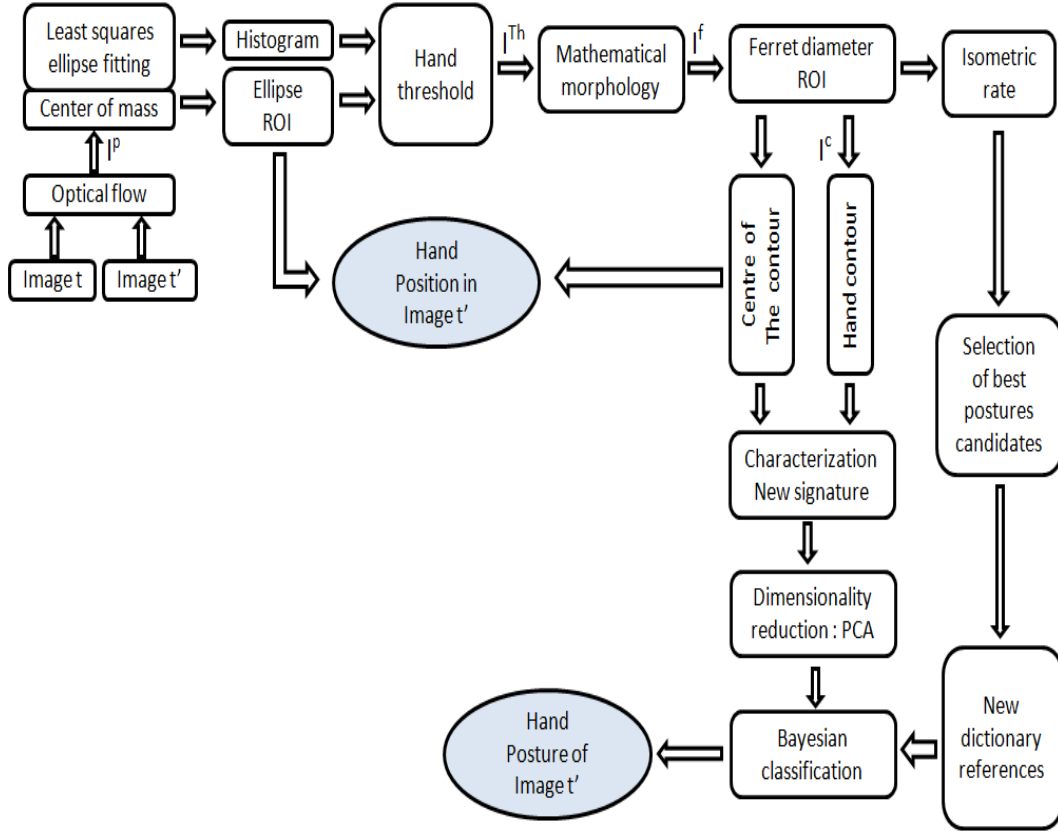 Least squares
ellipse fitting
Center of mass
I^p
Optical flow
Image t
Image t’
Histogram
Ellipse
ROI
Hand
threshold
I^Th
Mathematical
morphology
I^f
Ferret diameter
ROI
Isometric
rate
I^c
Centre of
The contour
Hand contour
Hand
Position in
Image t’
Selection
of best
postures
candidates
Characterization
New signature
Dimensionality
reduction : PCA
New
dictionary
references
Bayesian
classification
Hand
Posture of
Image t’